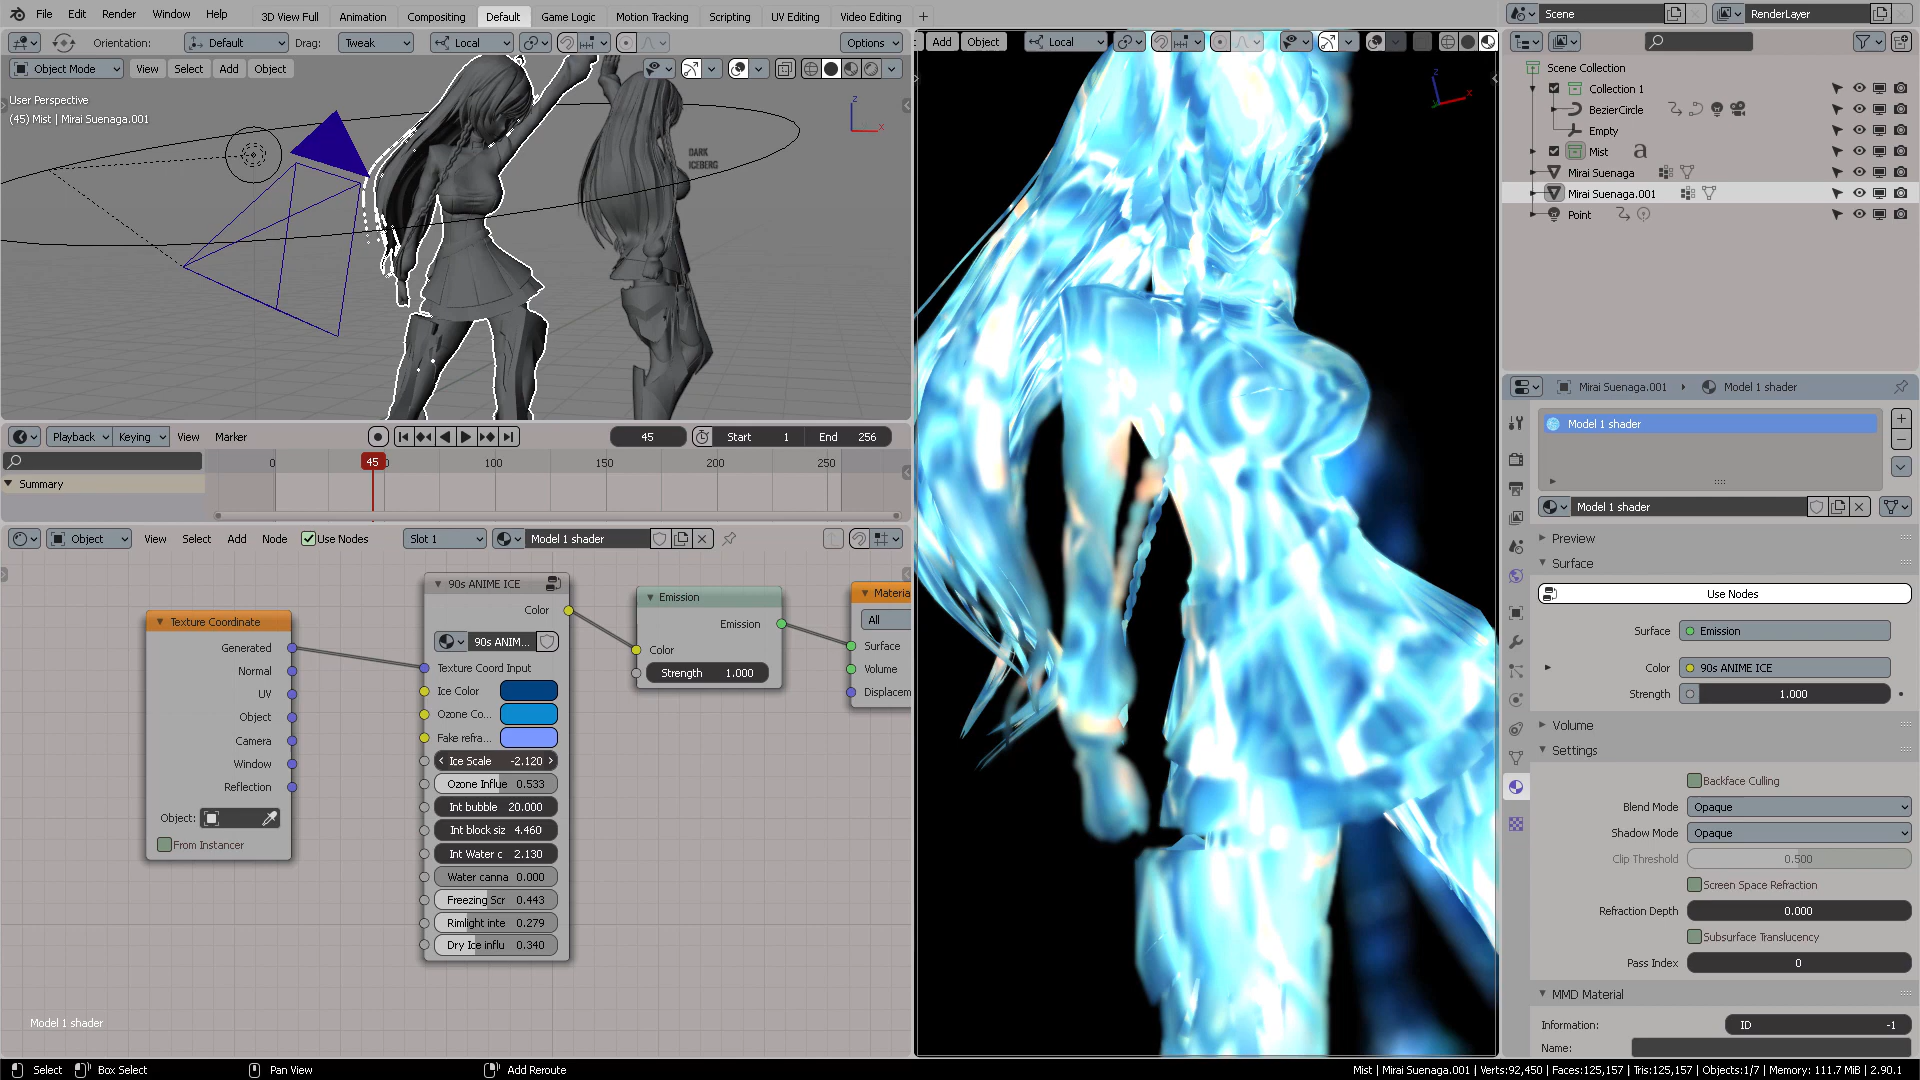 File Edit Render Window Help 3D View Full Animation Compositing Default Game Logic Motion Tracking Scripting UV Editing Video Editing + Scene RenderLayer
Orientation: Default Drag: Tweak Local Options
Add Object Local
Object Mode View Select Add Object
User Perspective
(45) Mist | Mirai Suenaga.001
Z
X
DARK
ICEBERG
Z
X
Y
Scene Collection
Collection 1
BezierCircle
Empty
Mist a
Mirai Suenaga
Mirai Suenaga.001
Point
Playback Keying View Marker 45 Start 1 End 256
0 45 100 150 200 250
Summary
Object View Select Add Node Use Nodes Slot 1 Model 1 shader
Texture Coordinate
Generated
Normal
UV
Object
Camera
Window
Reflection
Object:
From Instancer
90s ANIME ICE
Color
90s ANIM...
Texture Coord Input
Ice Color
Ozone Co...
Fake refra...
Ice Scale -2.120
Ozone Influe 0.533
Int bubble 20.000
Int block siz 4.460
Int Water c 2.130
Water canna 0.000
Freezing Scr 0.443
Rimlight inte 0.279
Dry Ice influ 0.340
Emission
Emission
Color
Strength 1.000
Materia
All
Surface
Volume
Displacem
Model 1 shader
Mirai Suenaga.001 Model 1 shader
Model 1 shader
Model 1 shader
Preview
Surface
Use Nodes
Surface Emission
Color 90s ANIME ICE
Strength 1.000
Volume
Settings
Backface Culling
Blend Mode Opaque
Shadow Mode Opaque
Clip Threshold 0.500
Screen Space Refraction
Refraction Depth 0.000
Subsurface Translucency
Pass Index 0
MMD Material
Information: ID -1
Name:
Select Box Select Pan View Add Reroute Mist | Mirai Suenaga.001 | Verts:92,450 | Faces:125,157 | Tris:125,157 | Objects:1/7 | Memory: 111.7 MiB | 2.90.1